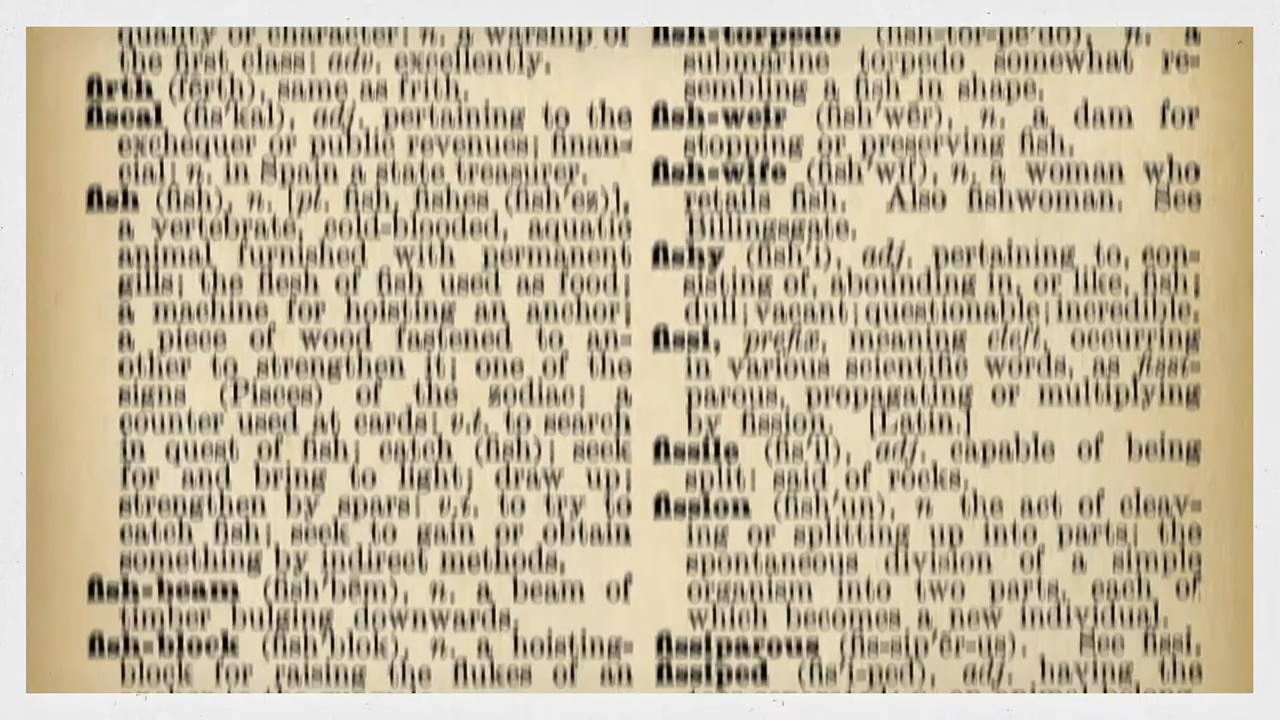 quality or character; n. a warship of
the first class; adv. excellently.
firth (fērth), same as frith.
fiscal (fis'kal), adj. pertaining to the
exchequer or public revenues; finan-
cial; n. in Spain a state treasurer.
fish (fish), n. [pl. fish, fishes (fish'ez)],
a vertebrate, cold-blooded, aquatic
animal furnished with permanent
gills; the flesh of fish used as food;
a machine for hoisting an anchor;
a piece of wood fastened to an-
other to strengthen it; one of the
signs (Pisces) of the zodiac; a
counter used at cards; v.t. to search
in quest of fish; catch (fish); seek
for and bring to light; draw up;
strengthen by spars; v.i. to try to
catch fish; seek to gain or obtain
something by indirect methods.
fish-beam (fish'bēm), n. a beam of
timber bulging downwards.
fish-block (fish'blok), n. a hoisting-
block for raising the flukes of an
fish-torpedo (fish-tôr-pē'dō), n. a
submarine torpedo somewhat re-
sembling a fish in shape.
fish-weir (fish'wēr), n. a dam for
stopping or preserving fish.
fish-wife (fish'wīf), n. a woman who
retails fish. Also fishwoman. See
Billingsgate.
fishy (fish'i), adj. pertaining to, con-
sisting of, abounding in, or like, fish;
dull; vacant; questionable; incredible.
fissi, prefix, meaning cleft, occurring
in various scientific words, as fissi-
parous, propagating or multiplying
by fission. [Latin.]
fissile (fis'il), adj. capable of being
split: said of rocks.
fission (fish'un), n the act of cleav-
ing or splitting up into parts; the
spontaneous division of a simple
organism into two parts, each of
which becomes a new individual.
fissiparous (fis-sip'ēr-us). See fissi.
fissiped (fis'i-ped), adj. having the